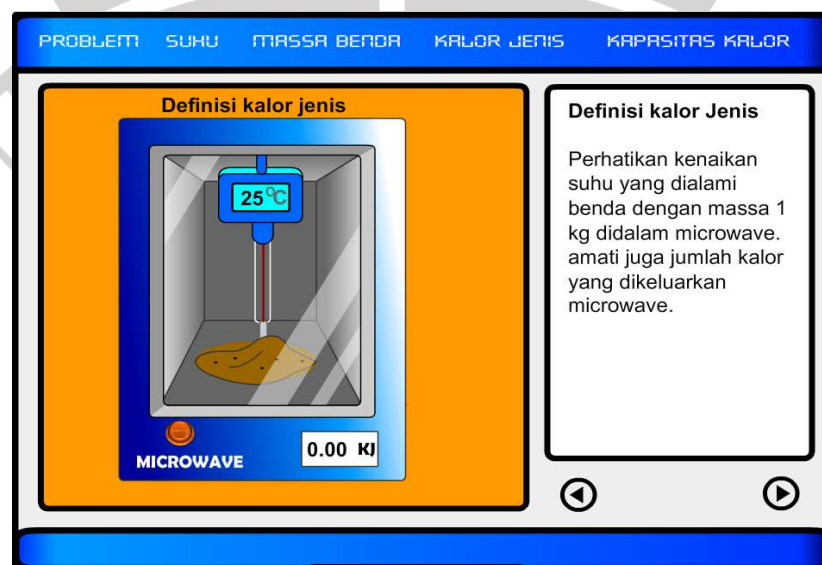 PROBLEM SUHU MASSA BENDA KALOR JENIS KAPASITAS KALOR
Definisi kalor jenis
25°C
0.00 KJ
MICROWAVE
Definisi kalor Jenis
Perhatikan kenaikan
suhu yang dialami
benda dengan massa 1
kg didalam microwave.
amati juga jumlah kalor
yang dikeluarkan
microwave.